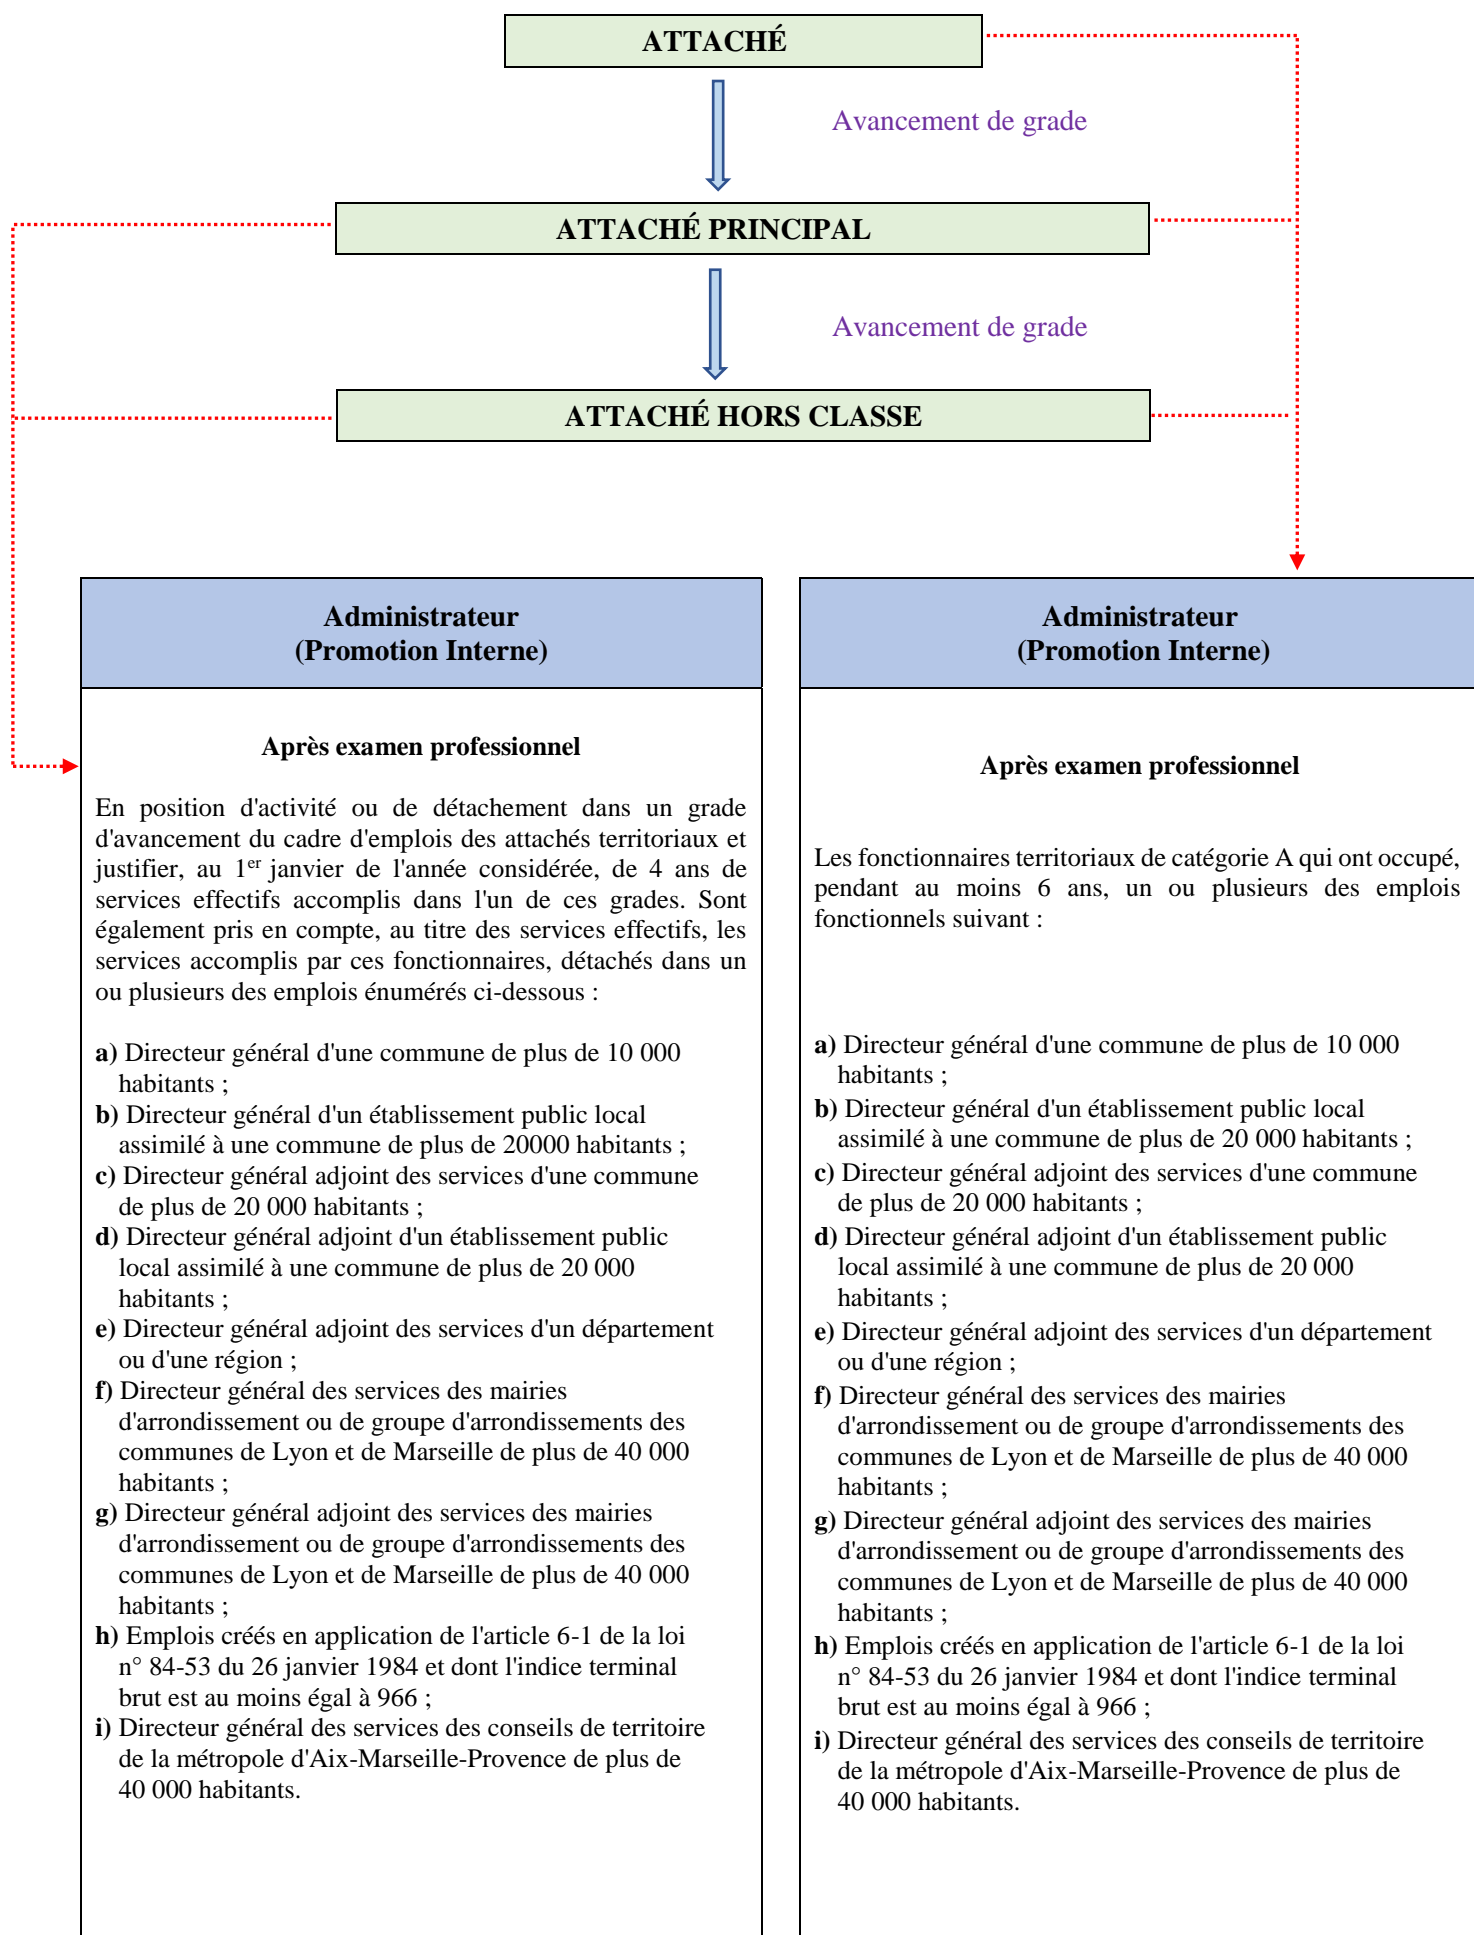 ATTACHÉ
Avancement de grade
ATTACHÉ PRINCIPAL
Avancement de grade
ATTACHÉ HORS CLASSE
Administrateur
(Promotion Interne)
Après examen professionnel
En position d'activité ou de détachement dans un grade
d'avancement du cadre d'emplois des attachés territoriaux et
justifier, au 1er janvier de l'année considérée, de 4 ans de
services effectifs accomplis dans l'un de ces grades. Sont
également pris en compte, au titre des services effectifs, les
services accomplis par ces fonctionnaires, détachés dans un
ou plusieurs des emplois énumérés ci-dessous :
a) Directeur général d'une commune de plus de 10 000
habitants ;
b) Directeur général d'un établissement public local
assimilé à une commune de plus de 20000 habitants ;
c) Directeur général adjoint des services d'une commune
de plus de 20 000 habitants ;
d) Directeur général adjoint d'un établissement public
local assimilé à une commune de plus de 20 000
habitants ;
e) Directeur général adjoint des services d'un département
ou d'une région ;
f) Directeur général des services des mairies
d'arrondissement ou de groupe d'arrondissements des
communes de Lyon et de Marseille de plus de 40 000
habitants ;
g) Directeur général adjoint des services des mairies
d'arrondissement ou de groupe d'arrondissements des
communes de Lyon et de Marseille de plus de 40 000
habitants ;
h) Emplois créés en application de l'article 6-1 de la loi
n° 84-53 du 26 janvier 1984 et dont l'indice terminal
brut est au moins égal à 966 ;
i) Directeur général des services des conseils de territoire
de la métropole d'Aix-Marseille-Provence de plus de
40 000 habitants.
Administrateur
(Promotion Interne)
Après examen professionnel
Les fonctionnaires territoriaux de catégorie A qui ont occupé,
pendant au moins 6 ans, un ou plusieurs des emplois
fonctionnels suivant :
a) Directeur général d'une commune de plus de 10 000
habitants ;
b) Directeur général d'un établissement public local
assimilé à une commune de plus de 20 000 habitants ;
c) Directeur général adjoint des services d'une commune
de plus de 20 000 habitants ;
d) Directeur général adjoint d'un établissement public
local assimilé à une commune de plus de 20 000
habitants ;
e) Directeur général adjoint des services d'un département
ou d'une région ;
f) Directeur général des services des mairies
d'arrondissement ou de groupe d'arrondissements des
communes de Lyon et de Marseille de plus de 40 000
habitants ;
g) Directeur général adjoint des services des mairies
d'arrondissement ou de groupe d'arrondissements des
communes de Lyon et de Marseille de plus de 40 000
habitants ;
h) Emplois créés en application de l'article 6-1 de la loi
n° 84-53 du 26 janvier 1984 et dont l'indice terminal
brut est au moins égal à 966 ;
i) Directeur général des services des conseils de territoire
de la métropole d'Aix-Marseille-Provence de plus de
40 000 habitants.